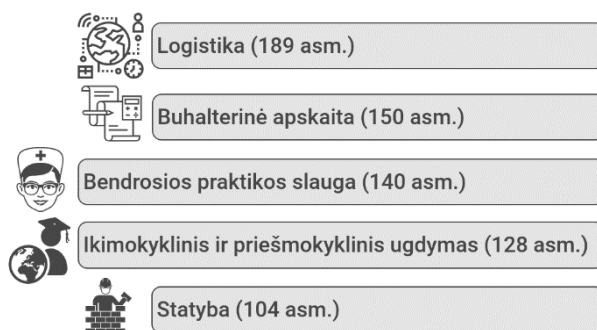 Logistika (189 asm.)
Buhalterinė apskaita (150 asm.)
Bendrosios praktikos slauga (140 asm.)
Ikimokyklinis ir priešmokyklinis ugdymas (128 asm.)
Statyba (104 asm.)